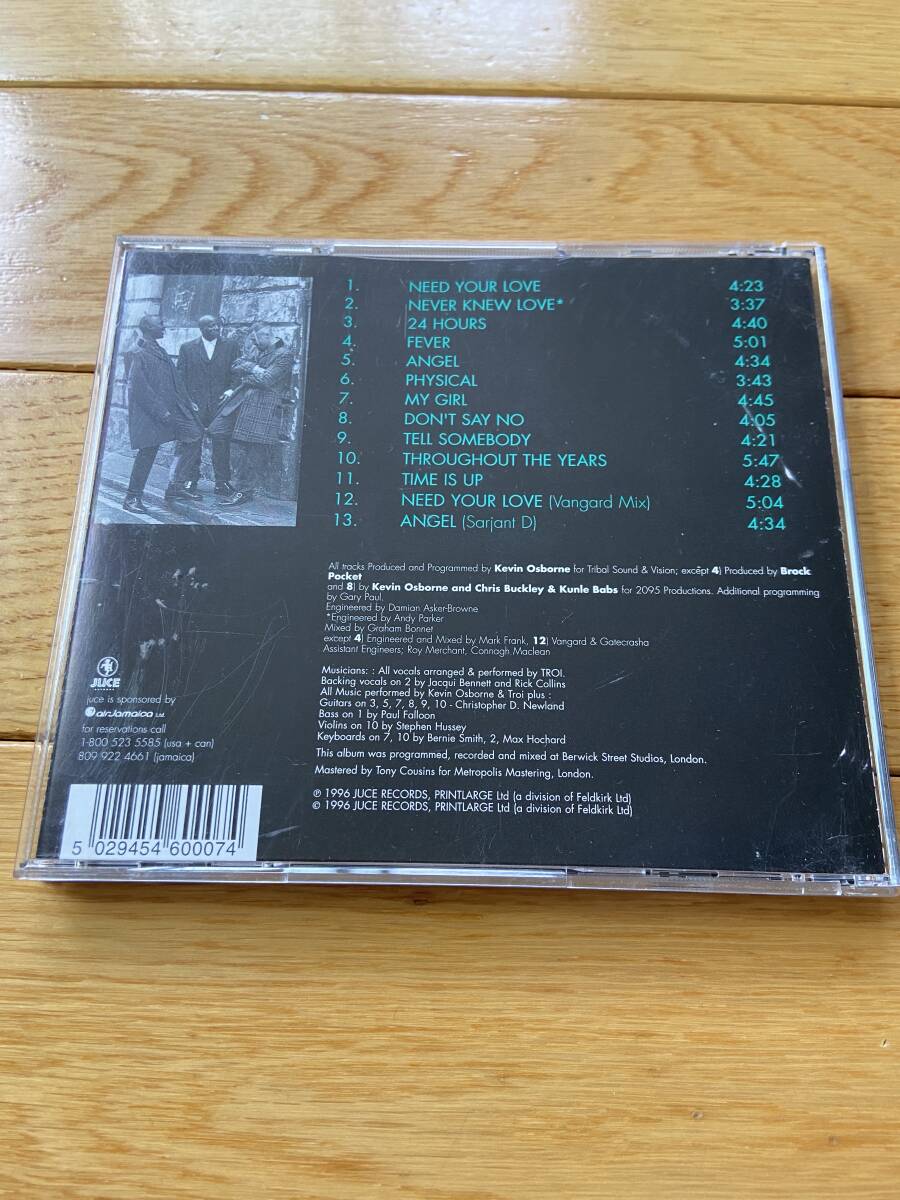 1. NEED YOUR LOVE 4:23
2. NEVER KNEW LOVE* 3:37
3. 24 HOURS 4:40
4. FEVER 5:01
5. ANGEL 4:34
6. PHYSICAL 3:43
7. MY GIRL 4:45
8. DON'T SAY NO 4:05
9. TELL SOMEBODY 4:21
10. THROUGHOUT THE YEARS 5:47
11. TIME IS UP 4:28
12. NEED YOUR LOVE (Vangard Mix) 5:04
13. ANGEL (Sarjant D) 4:34
All tracks Produced and Programmed by Kevin Osborne for Tribal Sound & Vision; except 4) Produced by Brock
Pocket
and 8) by Kevin Osborne and Chris Buckley & Kunle Babs for 2095 Productions. Additional programming
by Gary Paul.
Engineered by Damian Asker-Browne
*Engineered by Andy Parker
Mixed by Graham Bonnet
except 4) Engineered and Mixed by Mark Frank, 12) Vangard & Gatecrasha
Assistant Engineers; Roy Merchant, Connagh Maclean
Musicians: : All vocals arranged & performed by TROI.
Backing vocals on 2 by Jacqui Bennett and Rick Collins
All Music performed by Kevin Osborne & Troi plus :
Guitars on 3, 5, 7, 8, 9, 10 - Christopher D. Newland
Bass on 1 by Paul Falloon
Violins on 10 by Stephen Hussey
Keyboards on 7, 10 by Bernie Smith, 2, Max Hochard
This album was programmed, recorded and mixed at Berwick Street Studios, London.
Mastered by Tony Cousins for Metropolis Mastering, London.
℗ 1996 JUCE RECORDS, PRINTLARGE Ltd (a division of Feldkirk Ltd)
© 1996 JUCE RECORDS, PRINTLARGE Ltd (a division of Feldkirk Ltd)
JUCE
RECORDS
juce is sponsored by
airJamaica Ltd.
for reservations call
1-800 523 5585 (usa + can)
809 922 4661 (jamaica)
5 029454 600074